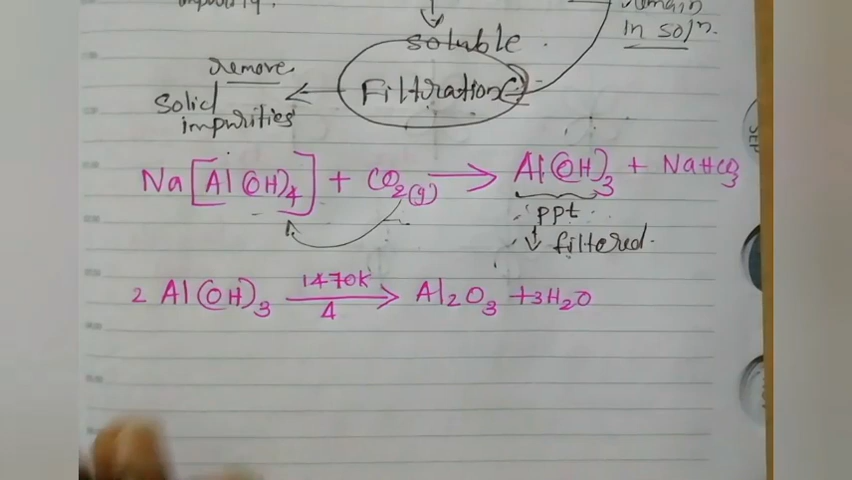 remain
in soln.
soluble.
remove
Filtration
Solid
impurities
Na[Al(OH)4] + CO2(g) → Al(OH)3 + NaHCO3
ppt
↓ filtered.
2 Al(OH)3 1470K → Al2O3 + 3H2O
Δ
SEP